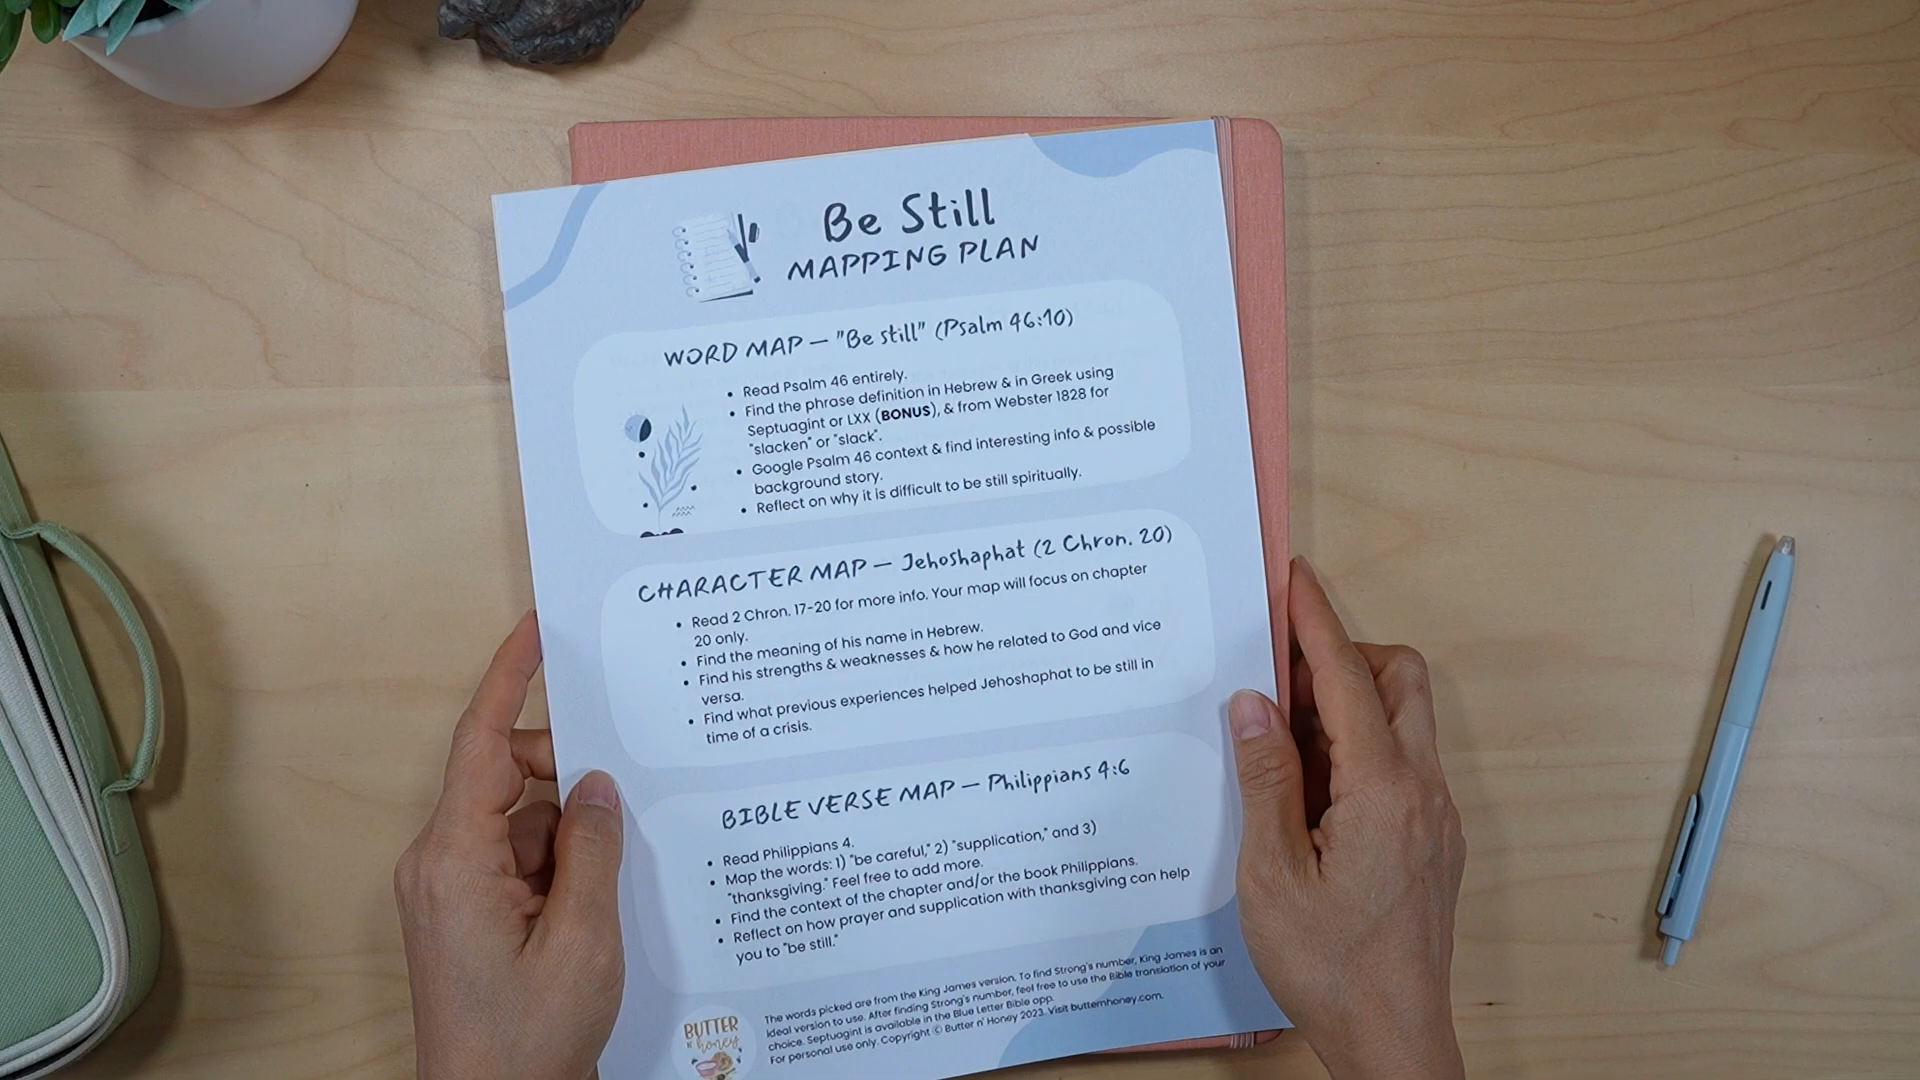 Be Still
MAPPING PLAN
WORD MAP — "Be still" (Psalm 46:10)
• Read Psalm 46 entirely.
• Find the phrase definition in Hebrew & in Greek using
Septuagint or LXX (BONUS), & from Webster 1828 for
"slacken" or "slack".
• Google Psalm 46 context & find interesting info & possible
background story.
• Reflect on why it is difficult to be still spiritually.
CHARACTER MAP — Jehoshaphat (2 Chron. 20)
• Read 2 Chron. 17-20 for more info. Your map will focus on chapter
20 only.
• Find the meaning of his name in Hebrew.
• Find his strengths & weaknesses & how he related to God and vice
versa.
• Find what previous experiences helped Jehoshaphat to be still in
time of a crisis.
BIBLE VERSE MAP — Philippians 4:6
• Read Philippians 4.
• Map the words: 1) "be careful," 2) "supplication," and 3)
"thanksgiving." Feel free to add more.
• Find the context of the chapter and/or the book Philippians.
• Reflect on how prayer and supplication with thanksgiving can help
you to "be still."
The words picked are from the King James version. To find Strong's number, King James is an
ideal version to use. After finding Strong's number, feel free to use the Bible translation of your
choice. Septuagint is available in the Blue Letter Bible app.
For personal use only. Copyright © Butter n' Honey 2023. Visit butternhoney.com.
BUTTER
n' honey